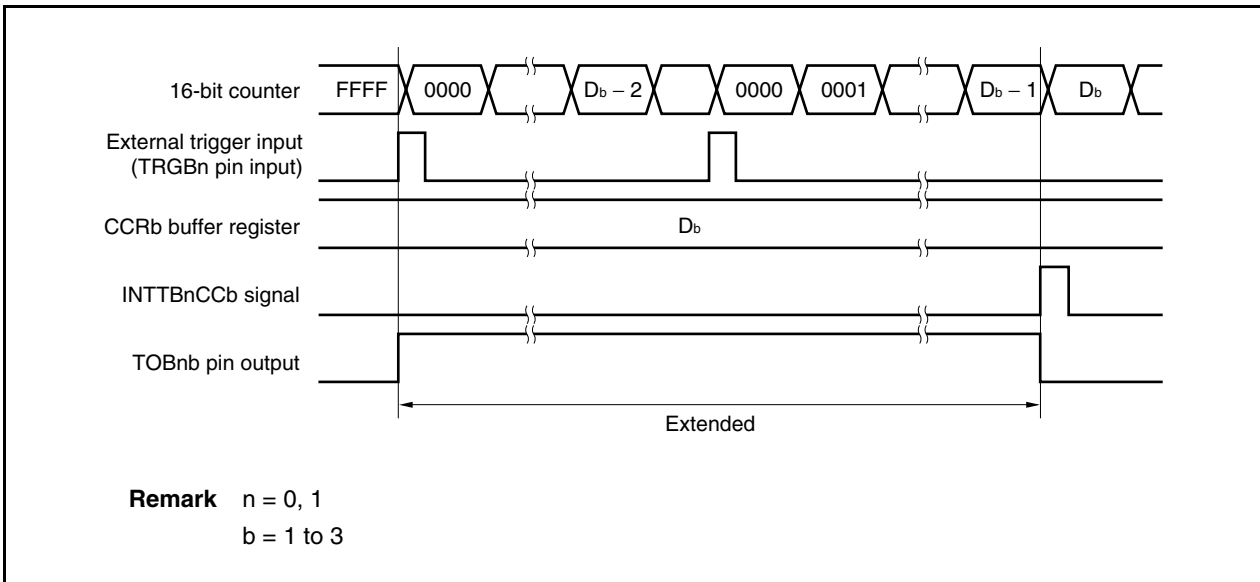 16-bit counter FFFF 0000 Db − 2 0000 0001 Db − 1 Db
External trigger input
(TRGBn pin input)
CCRb buffer register Db
INTTBnCCb signal
TOBnb pin output
Extended
Remark n = 0, 1
b = 1 to 3